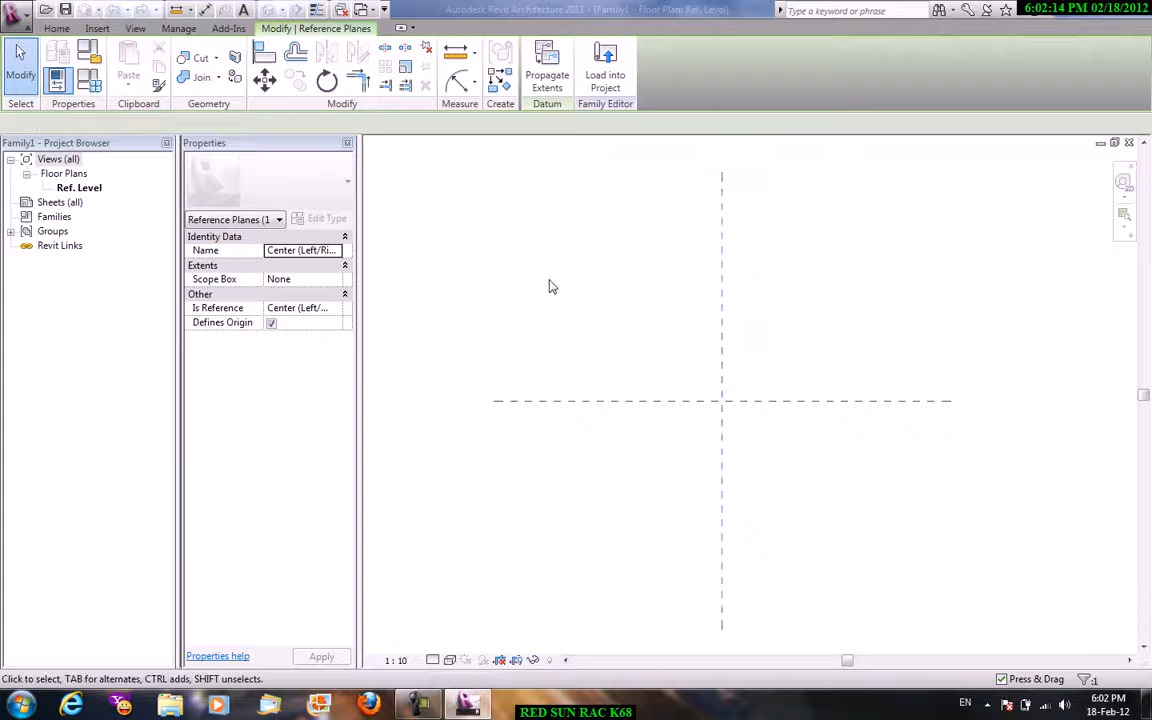 Autodesk Revit Architecture 2011 - [Family1 - Floor Plan: Ref. Level]
Type a keyword or phrase
6:02:14 PM 02/18/2012
Home Insert View Manage Add-Ins Modify | Reference Planes
Modify
Paste
Cut
Join
Propagate Extents
Load into Project
Select Properties Clipboard Geometry Modify Measure Create Datum Family Editor
Family1 - Project Browser
Views (all)
Floor Plans
Ref. Level
Sheets (all)
Families
Groups
Revit Links
Properties
Reference Planes (1
Edit Type
Identity Data
Name Center (Left/Ri...
Extents
Scope Box None
Other
Is Reference Center (Left/...
Defines Origin
Properties help
Apply
1 : 10
Click to select, TAB for alternates, CTRL adds, SHIFT unselects.
Press & Drag
:1
EN
6:02 PM
18-Feb-12
RED SUN RAC K68